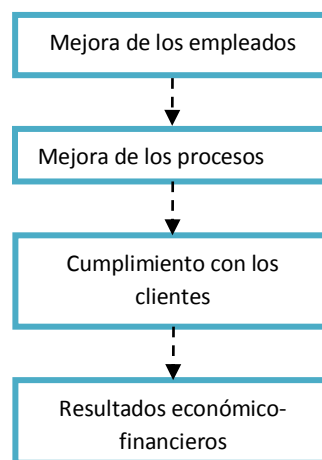 Mejora de los empleados
Mejora de los procesos
Cumplimiento con los
clientes
Resultados económico-
financieros